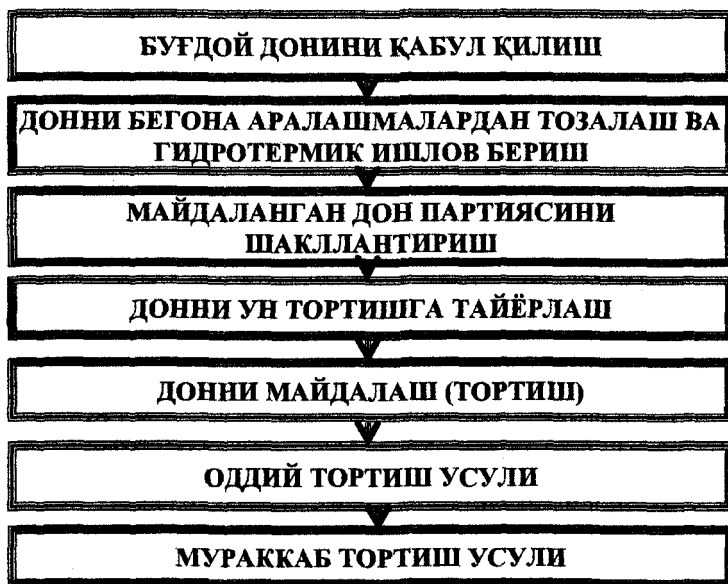 БУҒДОЙ ДОНИНИ ҚАБУЛ ҚИЛИШ
ДОННИ БЕГОНА АРАЛАШМАЛАРДАН ТОЗАЛАШ ВА
ГИДРОТЕРМИК ИШЛОВ БЕРИШ
МАЙДАЛАНГАН ДОН ПАРТИЯСИНИ
ШАКЛЛАНТИРИШ
ДОННИ УН ТОРТИШГА ТАЙЁРЛАШ
ДОННИ МАЙДАЛАШ (ТОРТИШ)
ОДДИЙ ТОРТИШ УСУЛИ
МУРАККАБ ТОРТИШ УСУЛИ